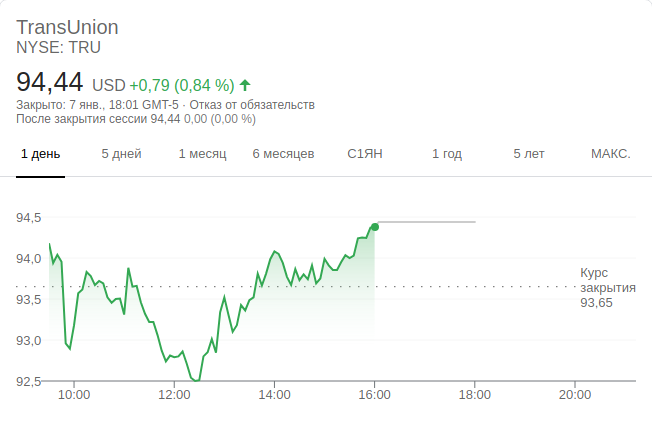 TransUnion
NYSE: TRU
94,44 USD +0,79 (0,84 %)
Закрыто: 7 янв., 18:01 GMT-5 · Отказ от обязательств
После закрытия сессии 94,44 0,00 (0,00 %)
1 день 5 дней 1 месяц 6 месяцев С1ЯН 1 год 5 лет МАКС.
94,5
94,0
93,5
93,0
92,5
Курс
закрытия
93,65
10:00 12:00 14:00 16:00 18:00 20:00